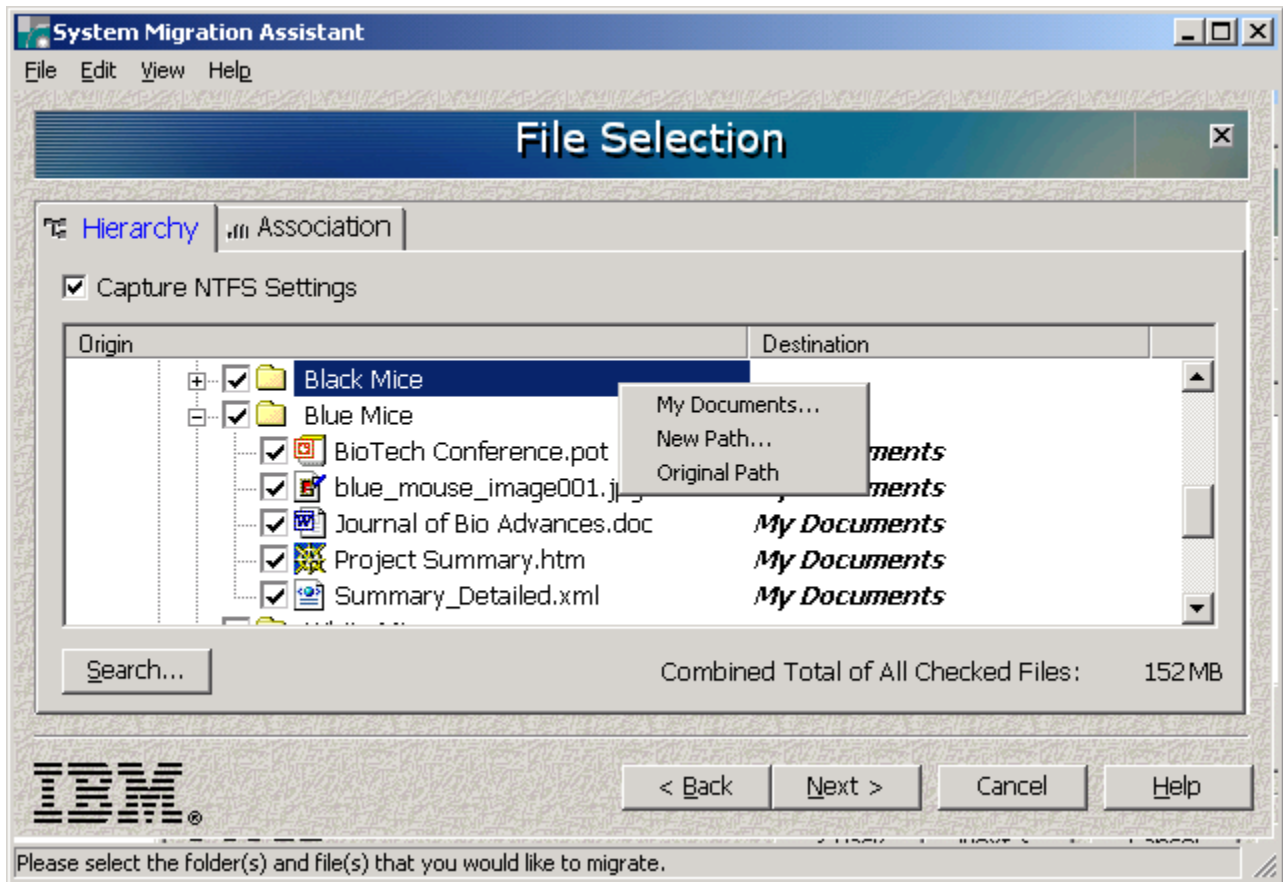 System Migration Assistant
File Edit View Help
File Selection
Hierarchy Association
Capture NTFS Settings
Origin Destination
Black Mice
My Documents...
Blue Mice
New Path...
BioTech Conference.pot
Original Path
blue_mouse_image001.jpg
Journal of Bio Advances.doc My Documents
Project Summary.htm My Documents
Summary_Detailed.xml My Documents
Search... Combined Total of All Checked Files: 152MB
IBM®
< Back Next > Cancel Help
Please select the folder(s) and file(s) that you would like to migrate.